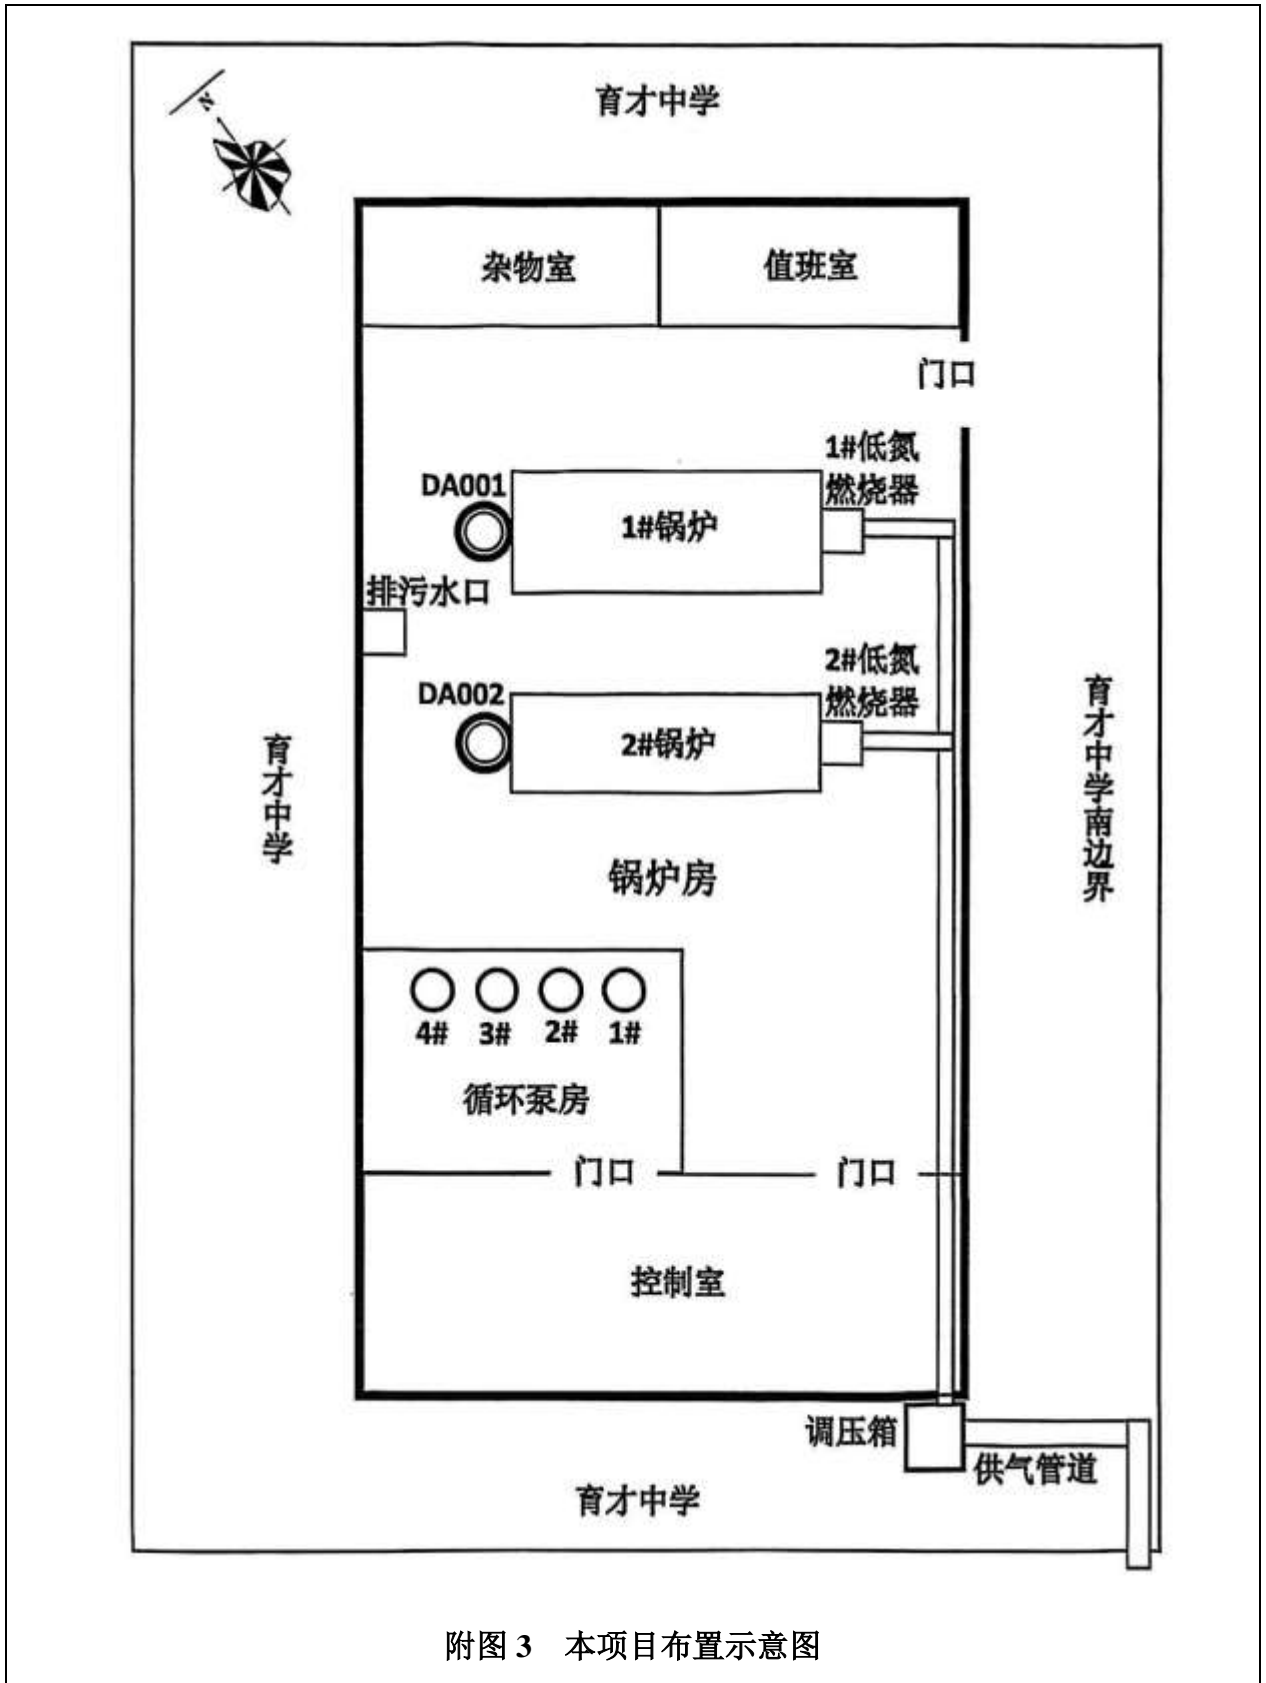 育才中学
N
杂物室
值班室
门口
1#低氮
燃烧器
DA001
1#锅炉
排污水口
2#低氮
燃烧器
DA002
2#锅炉
育才中学
育才中学南边界
锅炉房
4# 3# 2# 1#
循环泵房
门口
门口
控制室
调压箱
供气管道
育才中学
附图 3 本项目布置示意图